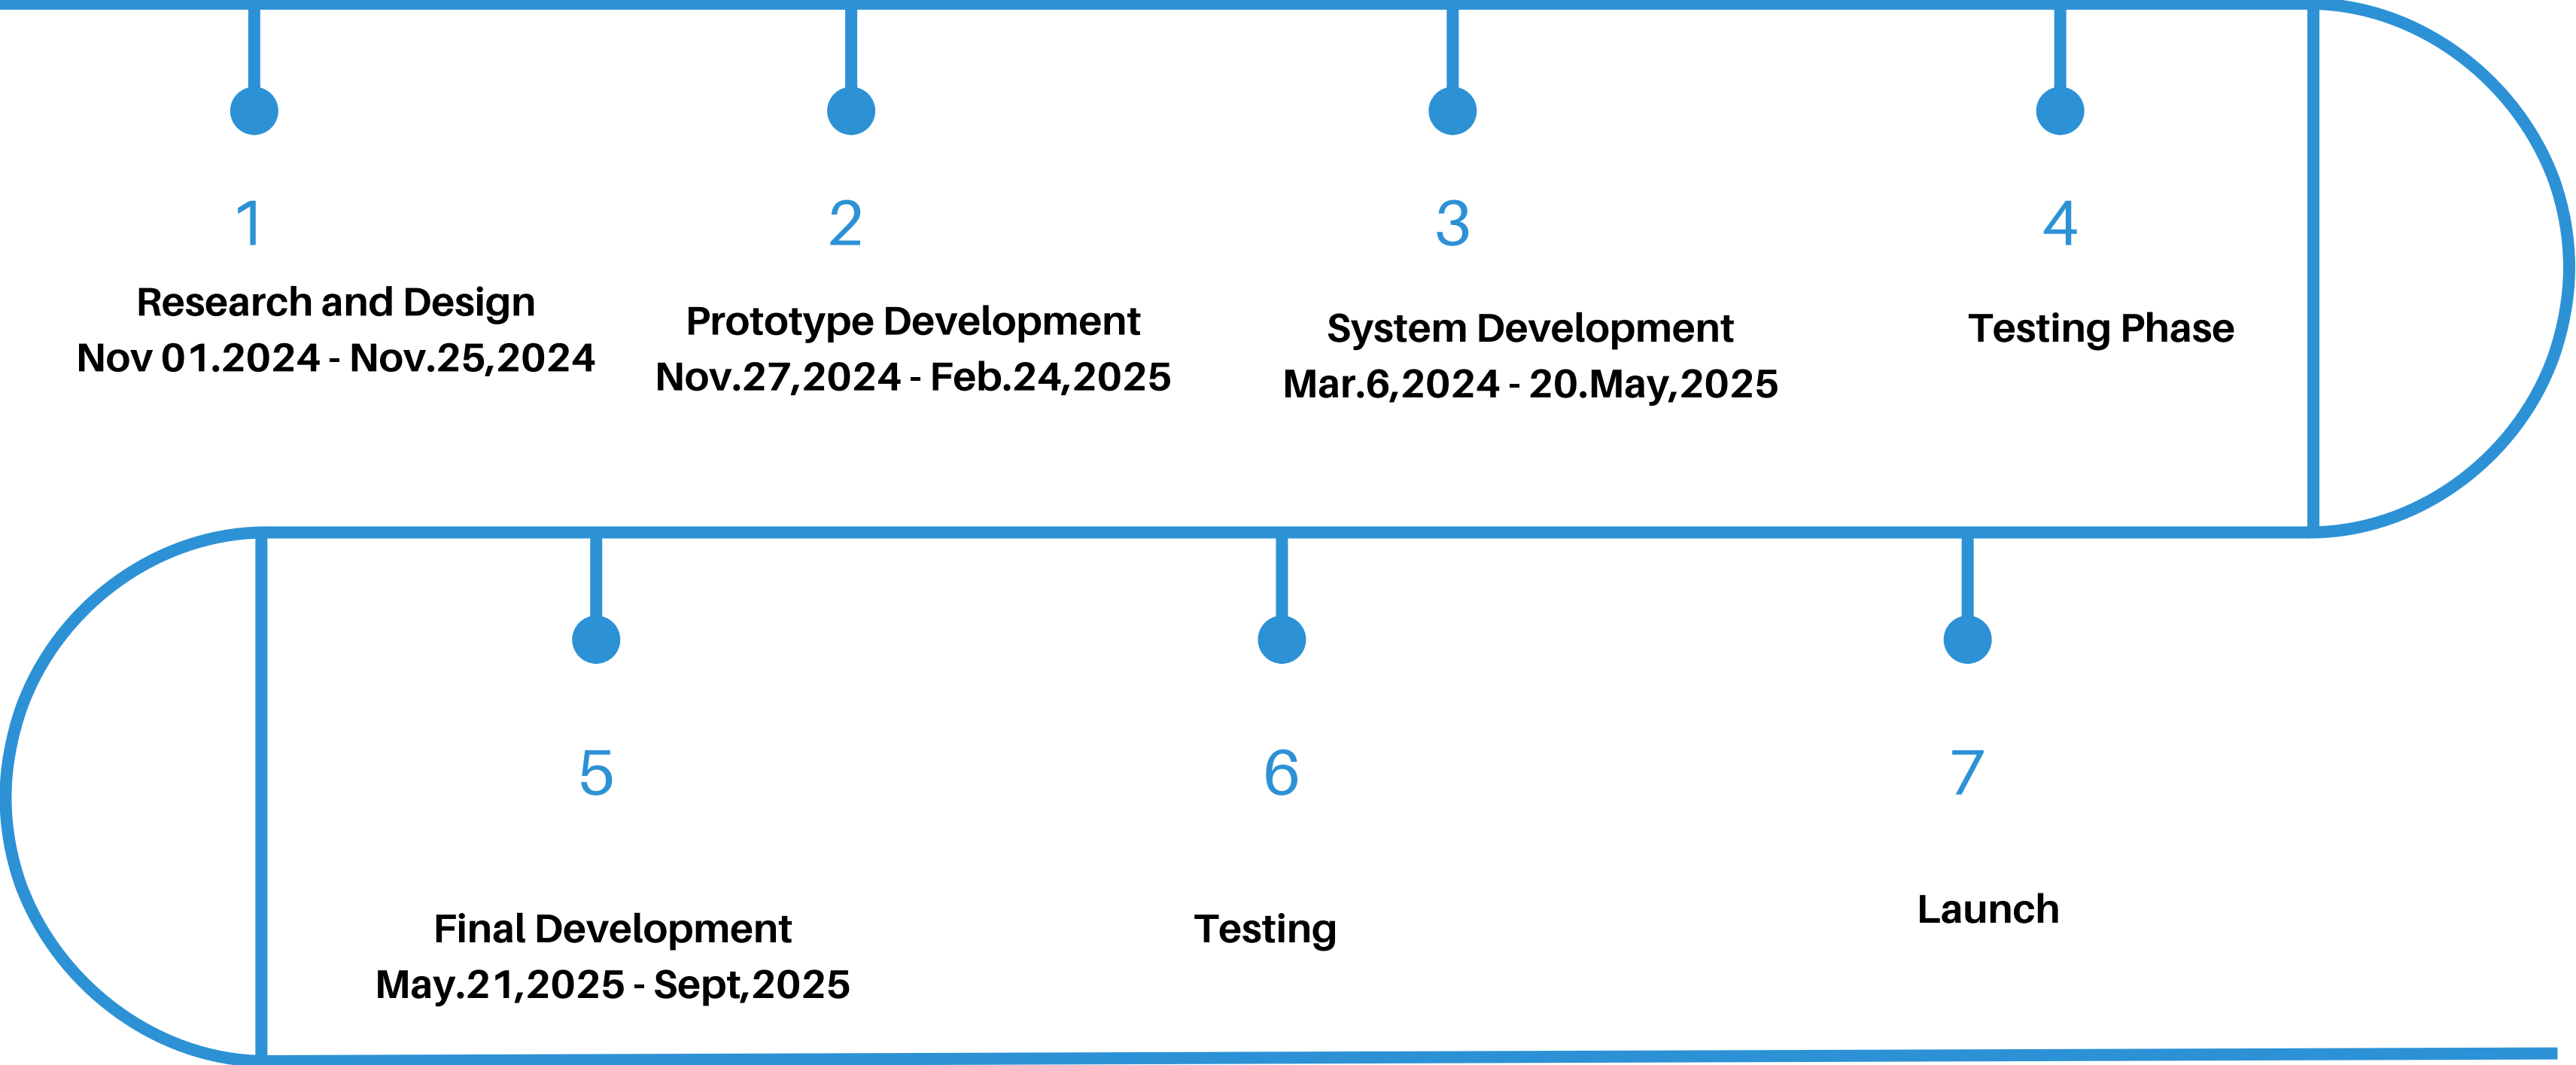 1
Research and Design
Nov 01.2024 - Nov.25,2024
2
Prototype Development
Nov.27,2024 - Feb.24,2025
3
System Development
Mar.6,2024 - 20.May,2025
4
Testing Phase
5
Final Development
May.21,2025 - Sept,2025
6
Testing
7
Launch